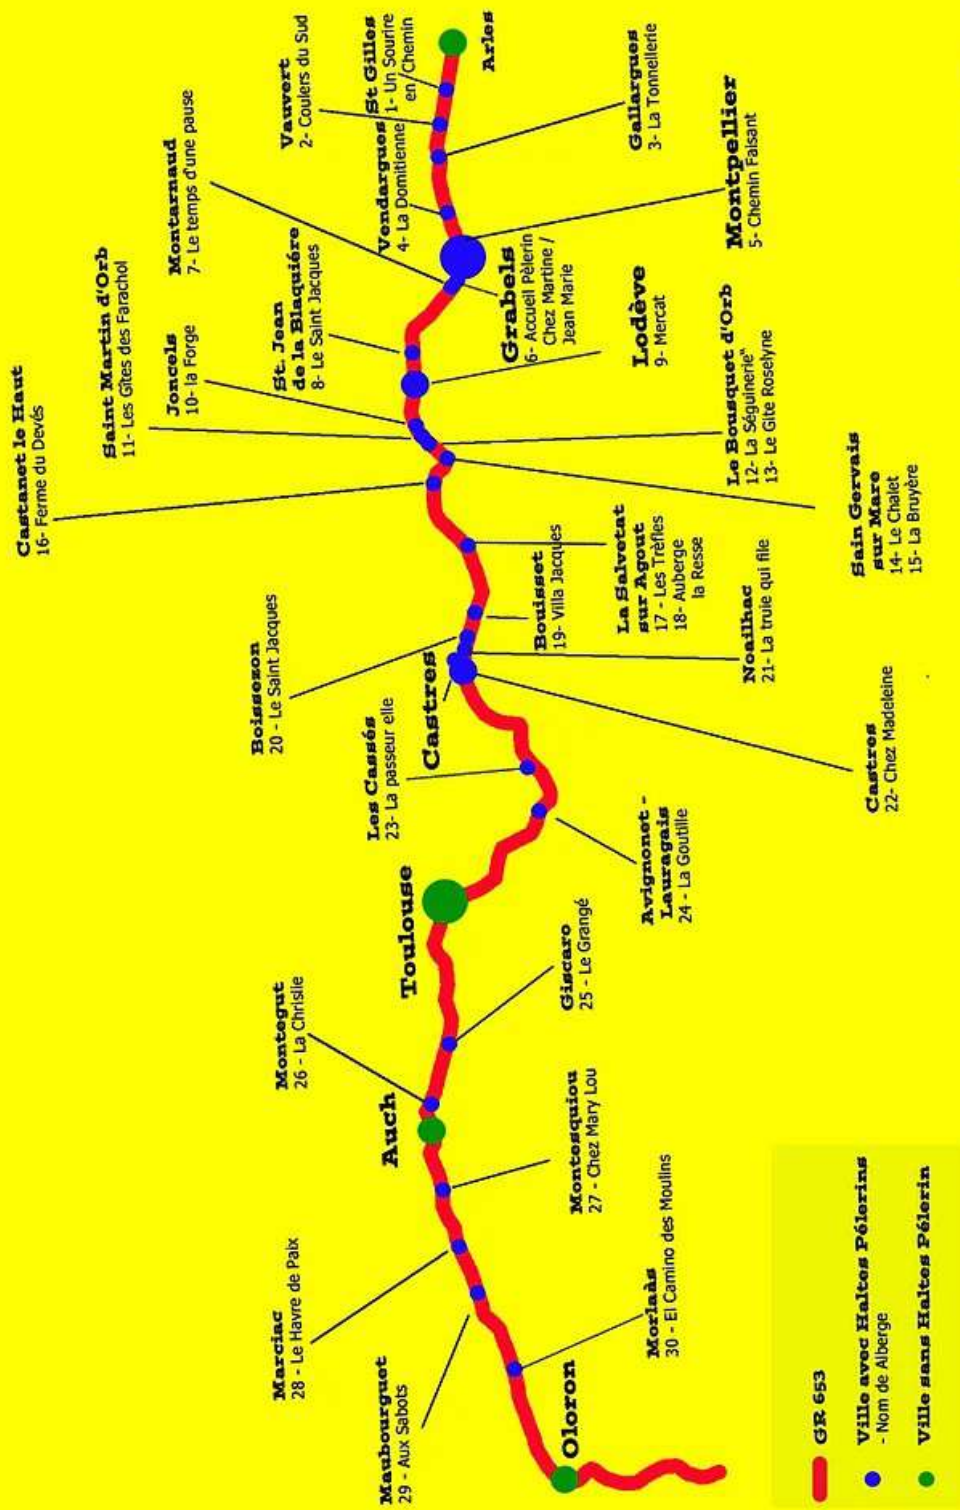 Castanet le Haut
16- Ferme du Devés
Saint Martin d'Orb
11- Les Gîtes des Farachol
Joncels
10- la Forge
Montarnaud
7- Le temps d'une pause
St. Jean
de la Blaquiére
8- Le Saint Jacques
Vauvert
2- Coulers du Sud
Vendargues
4- La Domitienne
St Gilles
1- Un Sourire
en Chemin
Arles
Gallargues
3- La Tonnellerie
Montpellier
5- Chemin Faisant
Grabels
6- Accueil Pèlerin
Chez Martine /
Jean Marie
Lodève
9- Mercat
Le Bousquet d'Orb
12- La Séguinerie"
13- Le Gite Roselyne
Sain Gervais
sur Mare
14- Le Chalet
15- La Bruyère
La Salvetat
sur Agout
17 - Les Trèfles
18- Auberge
la Resse
Bouisset
19- Villa Jacques
Noailhac
21- La truie qui file
Boissezon
20 - Le Saint Jacques
Castres
Castres
22- Chez Madeleine
Les Cassés
23- La passeur elle
Avignonet -
Lauragais
24 - La Goutille
Toulouse
Giscaro
25 - Le Grangé
Montegut
26 - La Chrislie
Auch
Montesquiou
27 - Chez Mary Lou
Marciac
28 - Le Havre de Paix
Maubourguet
29 - Aux Sabots
Morlaàs
30 - El Camino des Moulins
Oloron
GR 653
Ville avec Haltes Pélerins
- Nom de Alberge
Ville sans Haltes Pélerin